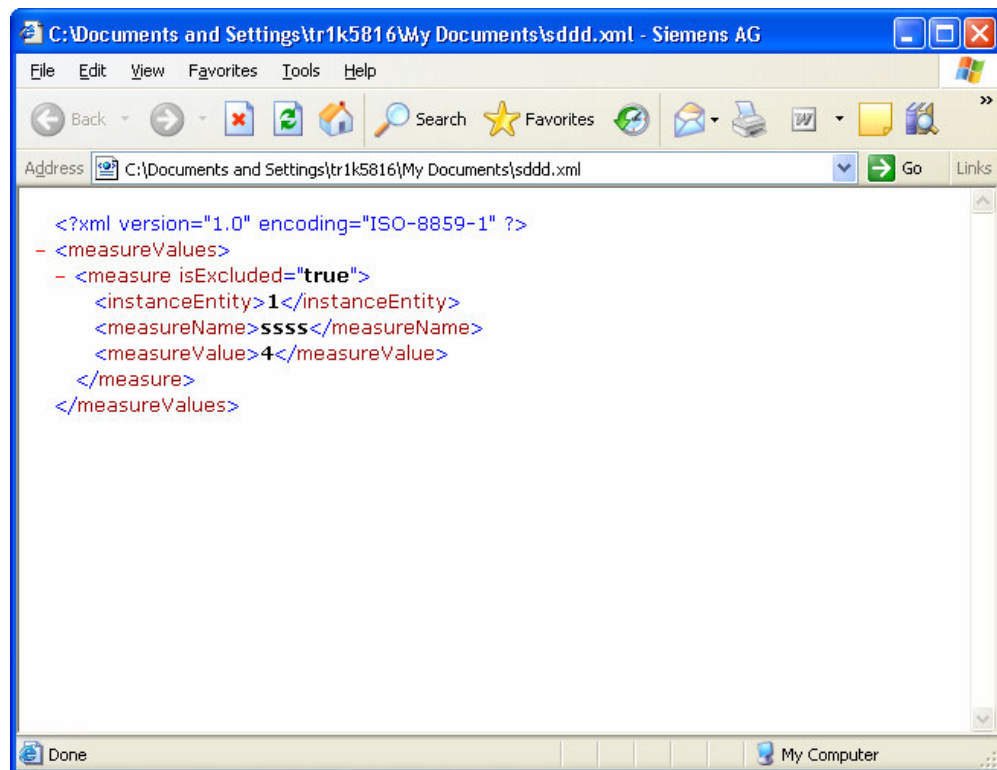 C:\Documents and Settings\tr1k5816\My Documents\sddd.xml - Siemens AG
File Edit View Favorites Tools Help
Back Search Favorites W »
Address C:\Documents and Settings\tr1k5816\My Documents\sddd.xml Go Links
<?xml version="1.0" encoding="ISO-8859-1" ?>
- <measureValues>
- <measure isExcluded="true">
<instanceEntity>1</instanceEntity>
<measureName>ssss</measureName>
<measureValue>4</measureValue>
</measure>
</measureValues>
Done My Computer